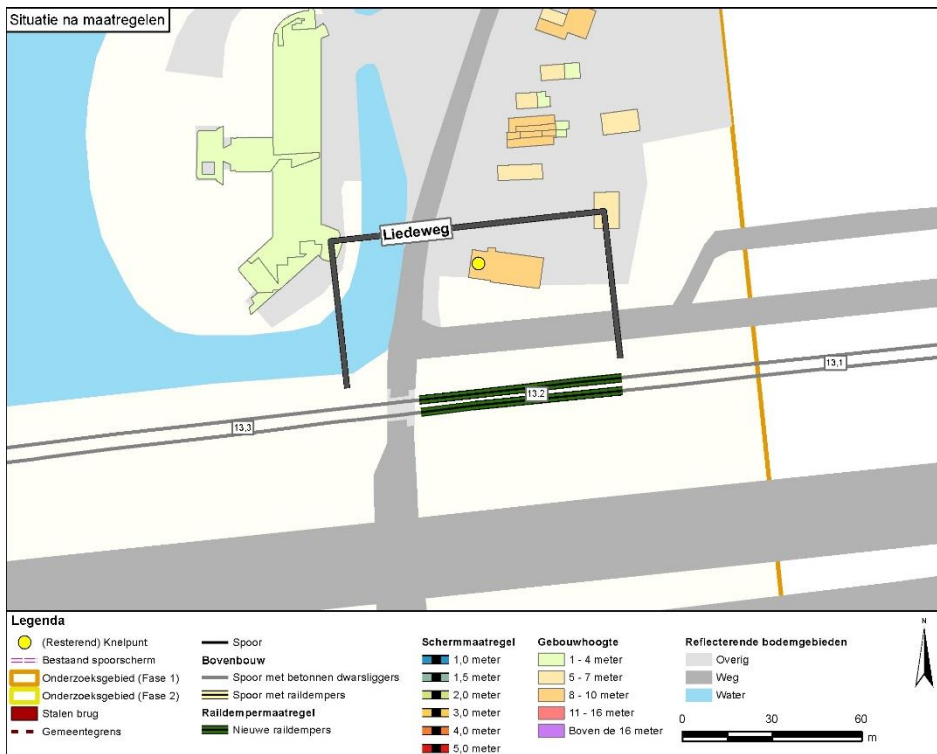 Situatie na maatregelen
Liedeweg
13,1
13,2
13,3
Legenda
(Resterend) Knelpunt
Bestaand spoorscherm
Onderzoeksgebied (Fase 1)
Onderzoeksgebied (Fase 2)
Stalen brug
Gemeentegrens
Spoor
Bovenbouw
Spoor met betonnen dwarsliggers
Spoor met raildempers
Raildempermaatregel
Nieuwe raildempers
Schermmaatregel
1,0 meter
1,5 meter
2,0 meter
3,0 meter
4,0 meter
5,0 meter
Gebouwhoogte
1 - 4 meter
5 - 7 meter
8 - 10 meter
11 - 16 meter
Boven de 16 meter
Reflecterende bodemgebieden
Overig
Weg
Water
0 30 60
m
N